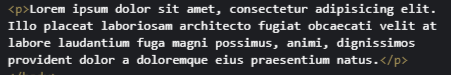 <p>Lorem ipsum dolor sit amet, consectetur adipisicing elit.
Illo placeat laboriosam architecto fugiat obcaecati velit at
labore laudantium fuga magni possimus, animi, dignissimos
provident dolor a doloremque eius praesentium natus.</p>